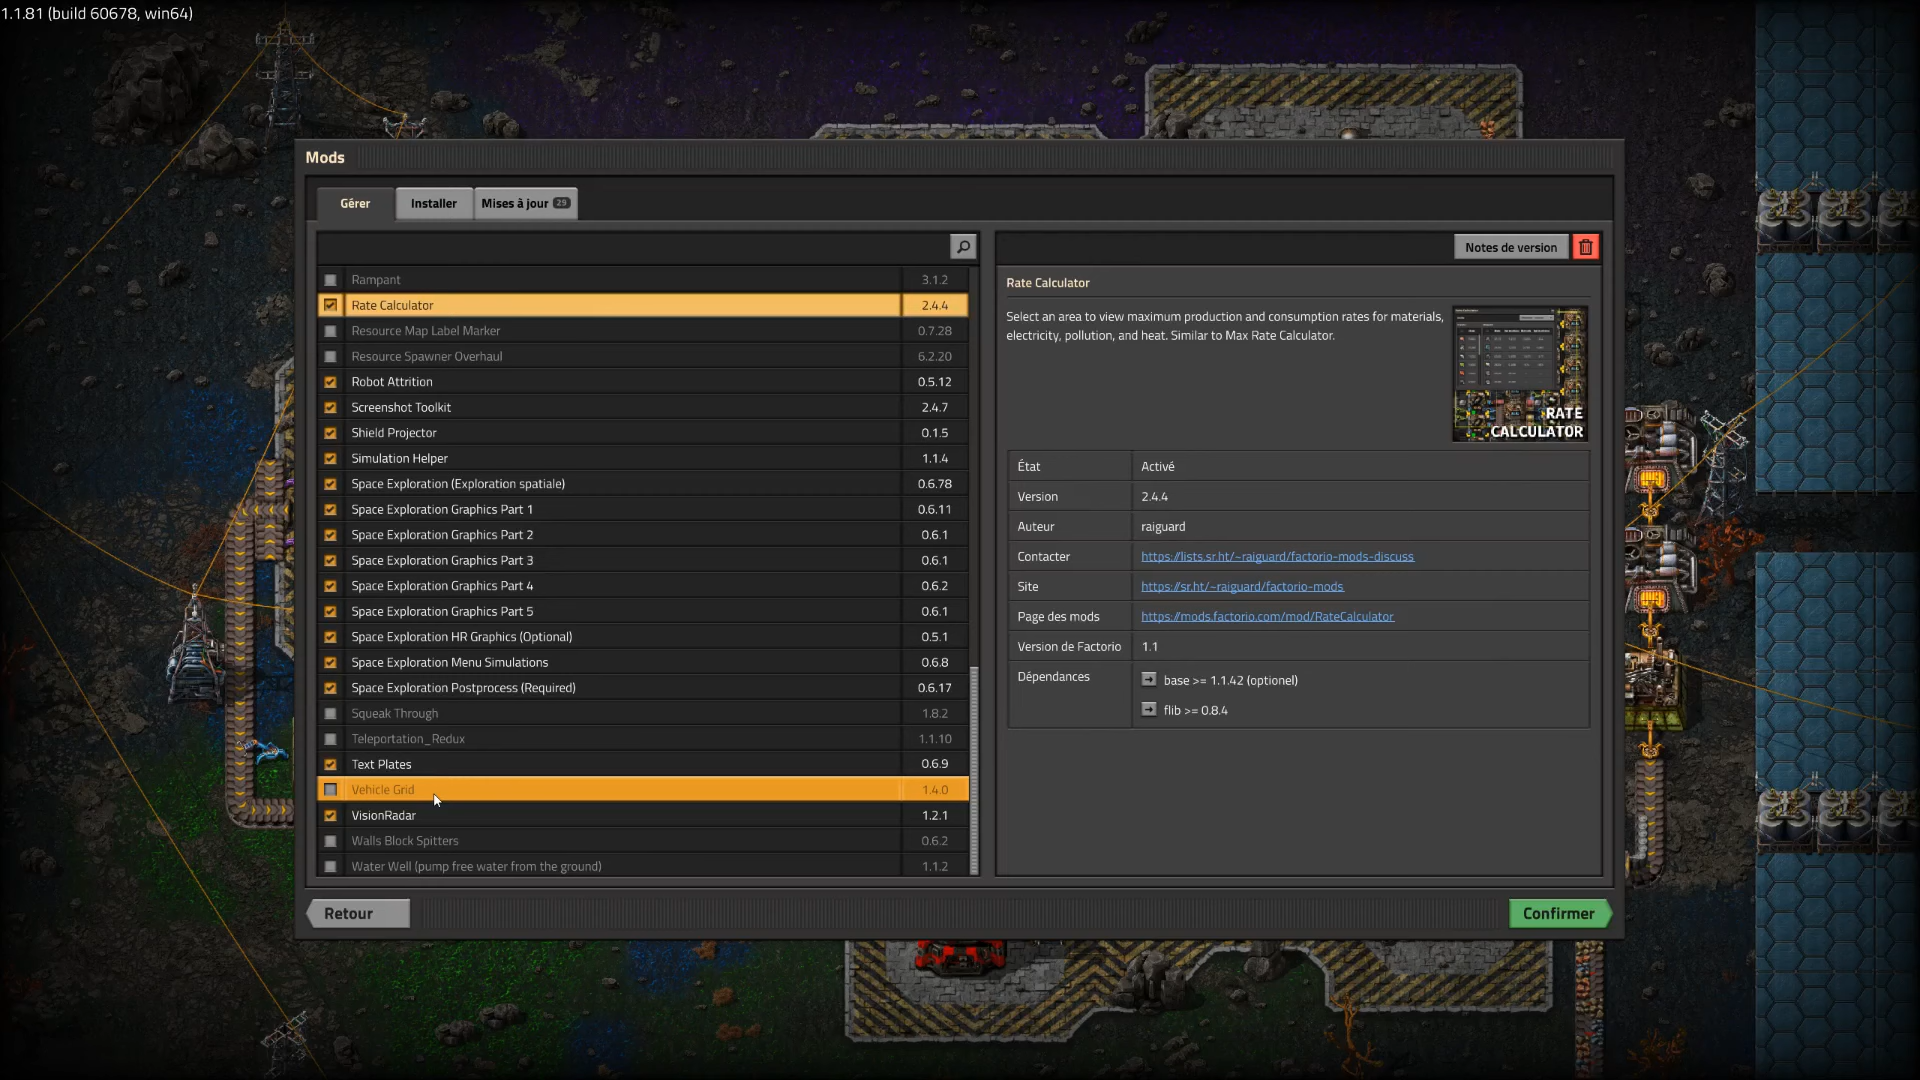 1.1.81 (build 60678, win64)
Mods
Gérer Installer Mises à jour 29
Notes de version
Rampant 3.1.2
Rate Calculator 2.4.4
Resource Map Label Marker 0.7.28
Resource Spawner Overhaul 6.2.20
Robot Attrition 0.5.12
Screenshot Toolkit 2.4.7
Shield Projector 0.1.5
Simulation Helper 1.1.4
Space Exploration (Exploration spatiale) 0.6.78
Space Exploration Graphics Part 1 0.6.11
Space Exploration Graphics Part 2 0.6.1
Space Exploration Graphics Part 3 0.6.1
Space Exploration Graphics Part 4 0.6.2
Space Exploration Graphics Part 5 0.6.1
Space Exploration HR Graphics (Optional) 0.5.1
Space Exploration Menu Simulations 0.6.8
Space Exploration Postprocess (Required) 0.6.17
Squeak Through 1.8.2
Teleportation_Redux 1.1.10
Text Plates 0.6.9
Vehicle Grid 1.4.0
VisionRadar 1.2.1
Walls Block Spitters 0.6.2
Water Well (pump free water from the ground) 1.1.2
Rate Calculator
Select an area to view maximum production and consumption rates for materials,
electricity, pollution, and heat. Similar to Max Rate Calculator.
RATE
CALCULATOR
État Activé
Version 2.4.4
Auteur raiguard
Contacter https://lists.sr.ht/~raiguard/factorio-mods-discuss
Site https://sr.ht/~raiguard/factorio-mods
Page des mods https://mods.factorio.com/mod/RateCalculator
Version de Factorio 1.1
Dépendances base >= 1.1.42 (optionel)
flib >= 0.8.4
Retour
Confirmer